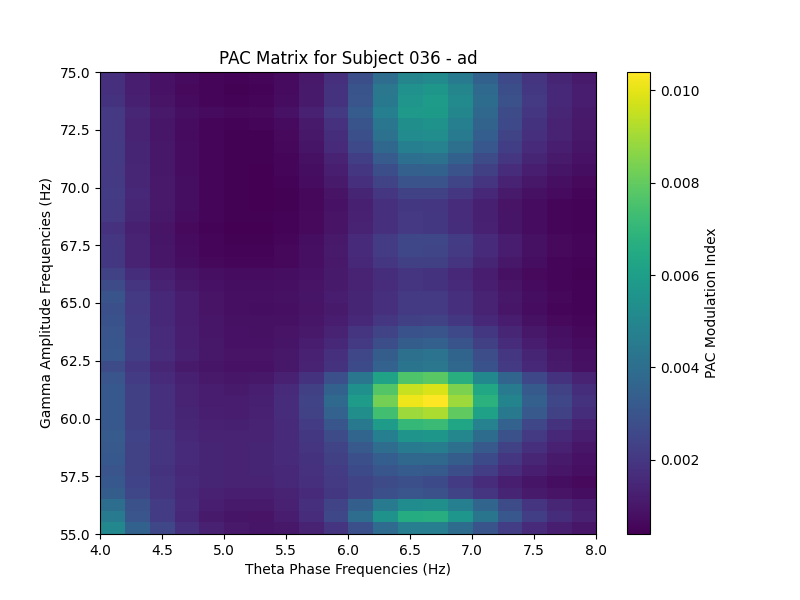 PAC Matrix for Subject 036 - ad
75.0
72.5
70.0
67.5
65.0
62.5
60.0
57.5
55.0
Gamma Amplitude Frequencies (Hz)
4.0 4.5 5.0 5.5 6.0 6.5 7.0 7.5 8.0
Theta Phase Frequencies (Hz)
0.010
0.008
0.006
0.004
0.002
PAC Modulation Index